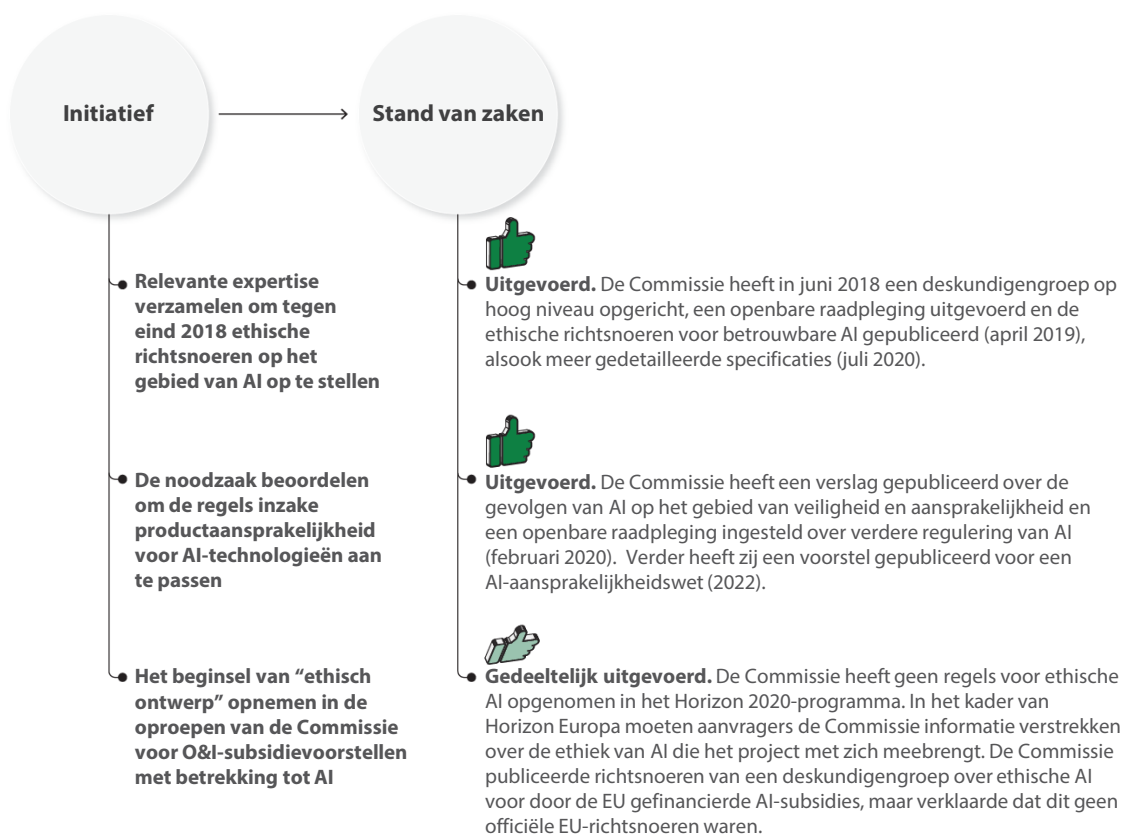 Initiatief
Stand van zaken
Relevante expertise
verzamelen om tegen
eind 2018 ethische
richtsnoeren op het
gebied van AI op te stellen
Uitgevoerd. De Commissie heeft in juni 2018 een deskundigengroep op
hoog niveau opgericht, een openbare raadpleging uitgevoerd en de
ethische richtsnoeren voor betrouwbare AI gepubliceerd (april 2019),
alsook meer gedetailleerde specificaties (juli 2020).
De noodzaak beoordelen
om de regels inzake
productaansprakelijkheid
voor AI-technologieën aan
te passen
Uitgevoerd. De Commissie heeft een verslag gepubliceerd over de
gevolgen van AI op het gebied van veiligheid en aansprakelijkheid en
een openbare raadpleging ingesteld over verdere regulering van AI
(februari 2020). Verder heeft zij een voorstel gepubliceerd voor een
AI-aansprakelijkheidswet (2022).
Het beginsel van “ethisch
ontwerp” opnemen in de
oproepen van de Commissie
voor O&I-subsidievoorstellen
met betrekking tot AI
Gedeeltelijk uitgevoerd. De Commissie heeft geen regels voor ethische
AI opgenomen in het Horizon 2020-programma. In het kader van
Horizon Europa moeten aanvragers de Commissie informatie verstrekken
over de ethiek van AI die het project met zich meebrengt. De Commissie
publiceerde richtsnoeren van een deskundigengroep over ethische AI
voor door de EU gefinancierde AI-subsidies, maar verklaarde dat dit geen
officiële EU-richtsnoeren waren.